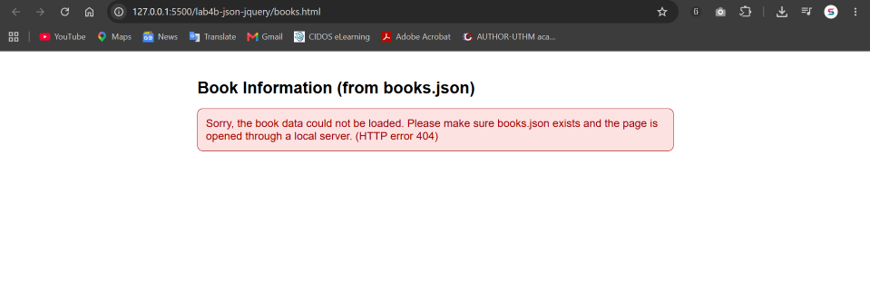 127.0.0.1:5500/lab4b-json-jquery/books.html
YouTube Maps News Translate Gmail CIDOS eLearning Adobe Acrobat AUTHOR-UTHM aca...
Book Information (from books.json)
Sorry, the book data could not be loaded. Please make sure books.json exists and the page is
opened through a local server. (HTTP error 404)